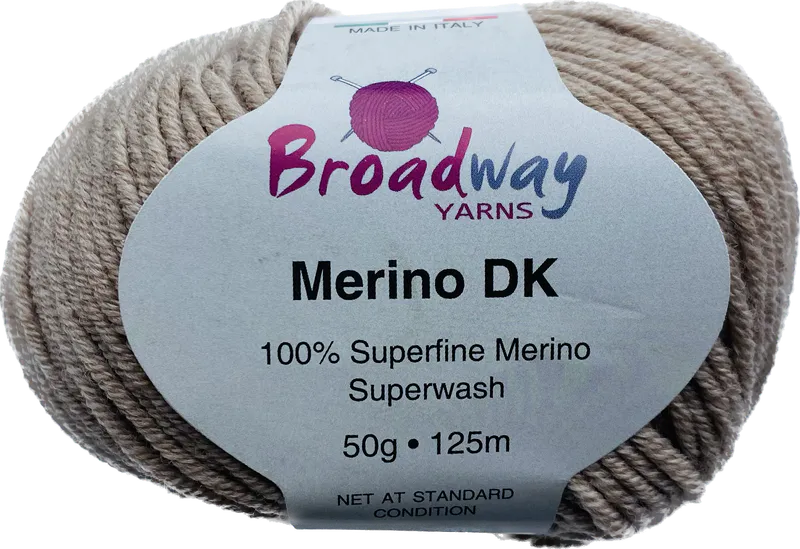 MADE IN ITALY
Broadway
YARNS
Merino DK
100% Superfine Merino
Superwash
50g • 125m
NET AT STANDARD
CONDITION